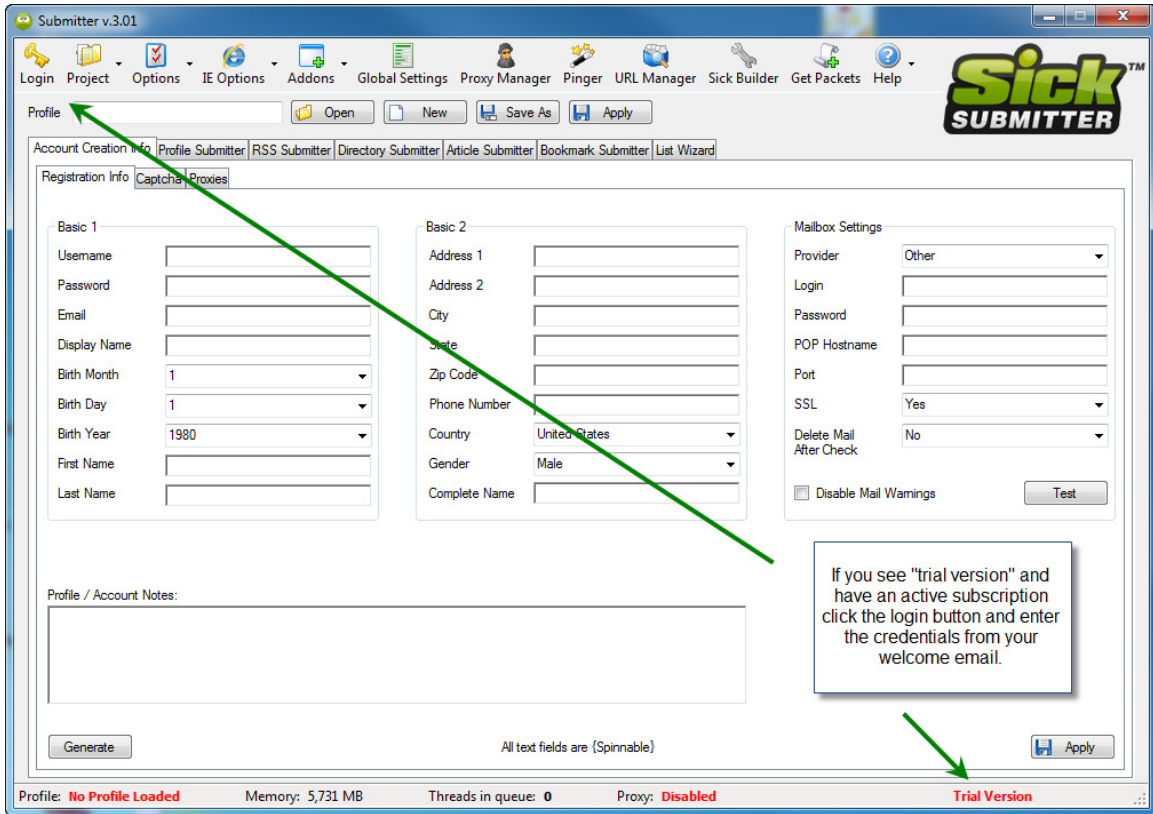 Submitter v.3.01
Login Project Options IE Options Addons Global Settings Proxy Manager Pinger URL Manager Sick Builder Get Packets Help
Sick SUBMITTER™
Profile Open New Save As Apply
Account Creation Info Profile Submitter RSS Submitter Directory Submitter Article Submitter Bookmark Submitter List Wizard
Registration Info Captcha Proxies
Basic 1
Username
Password
Email
Display Name
Birth Month 1
Birth Day 1
Birth Year 1980
First Name
Last Name
Basic 2
Address 1
Address 2
City
State
Zip Code
Phone Number
Country United States
Gender Male
Complete Name
Mailbox Settings
Provider Other
Login
Password
POP Hostname
Port
SSL Yes
Delete Mail No
After Check
Disable Mail Warnings Test
Profile / Account Notes:
If you see "trial version" and
have an active subscription
click the login button and enter
the credentials from your
welcome email.
Generate All text fields are {Spinnable} Apply
Profile: No Profile Loaded Memory: 5,731 MB Threads in queue: 0 Proxy: Disabled Trial Version